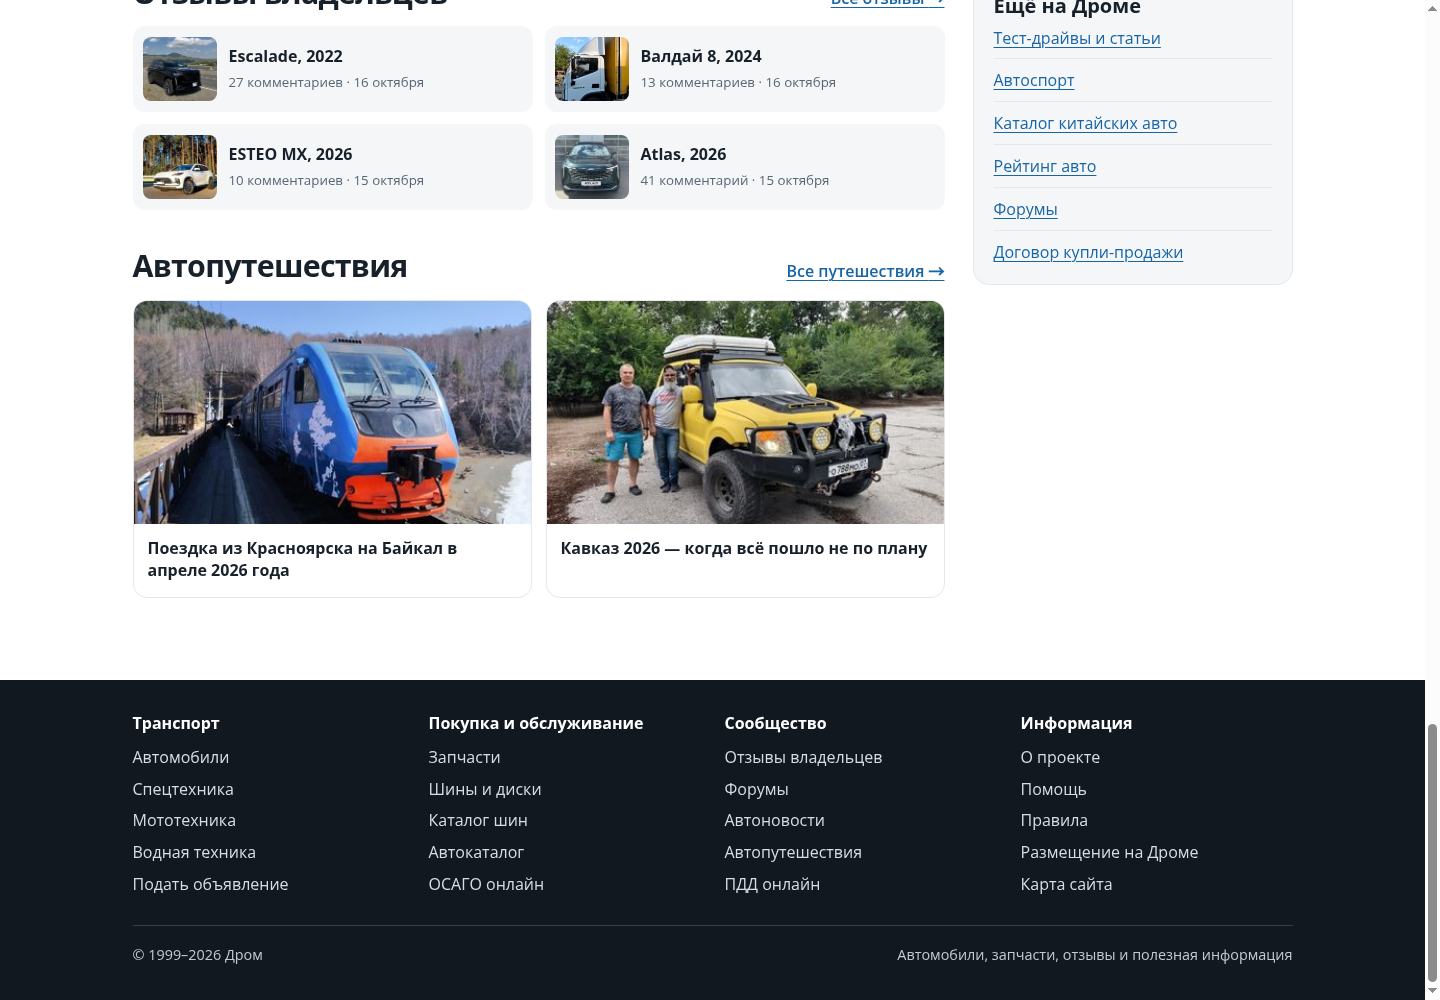 Отзывы владельцев
Все отзывы →
Escalade, 2022
27 комментариев · 16 октября
Валдай 8, 2024
13 комментариев · 16 октября
ESTEO MX, 2026
10 комментариев · 15 октября
Atlas, 2026
41 комментарий · 15 октября
Автопутешествия
Все путешествия →
Поездка из Красноярска на Байкал в
апреле 2026 года
Кавказ 2026 — когда всё пошло не по плану
Ещё на Дроме
Тест-драйвы и статьи
Автоспорт
Каталог китайских авто
Рейтинг авто
Форумы
Договор купли-продажи
Транспорт
Автомобили
Спецтехника
Мототехника
Водная техника
Подать объявление
Покупка и обслуживание
Запчасти
Шины и диски
Каталог шин
Автокаталог
ОСАГО онлайн
Сообщество
Отзывы владельцев
Форумы
Автоновости
Автопутешествия
ПДД онлайн
Информация
О проекте
Помощь
Правила
Размещение на Дроме
Карта сайта
© 1999–2026 Дром
Автомобили, запчасти, отзывы и полезная информация